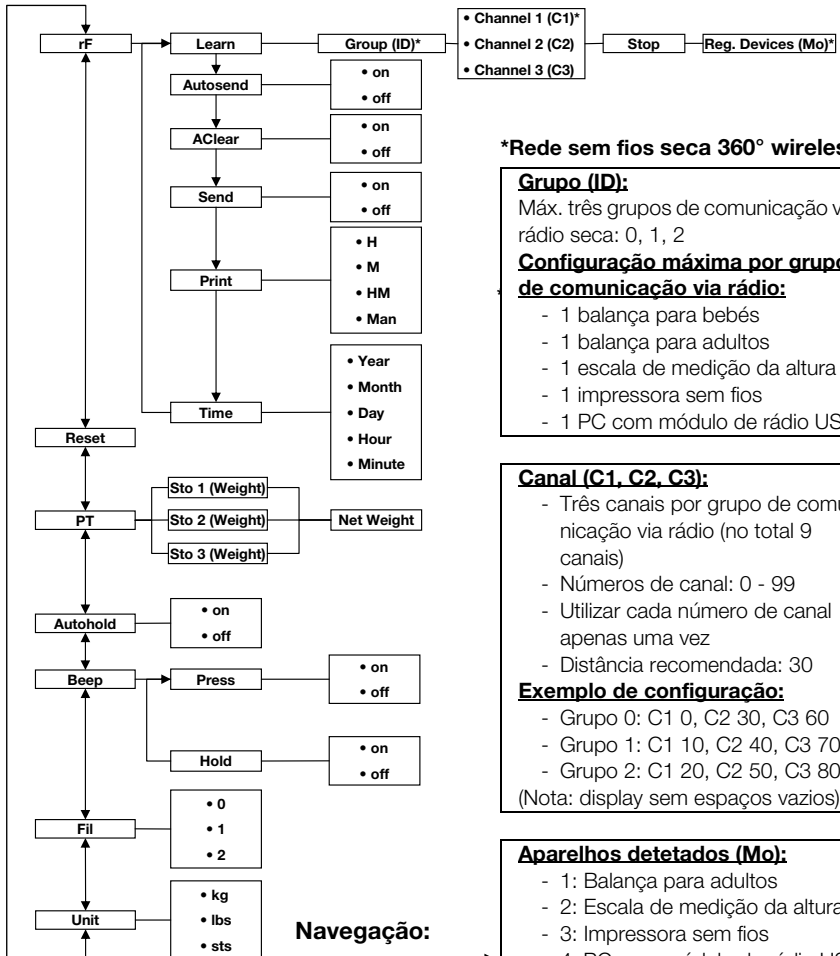 rF
Learn
Group (ID)*
• Channel 1 (C1)*
• Channel 2 (C2)
• Channel 3 (C3)
Stop
Reg. Devices (Mo)*
Autosend
• on
• off
AClear
• on
• off
Send
• on
• off
Print
• H
• M
• HM
• Man
Time
• Year
• Month
• Day
• Hour
• Minute
Reset
PT
Sto 1 (Weight)
Sto 2 (Weight)
Sto 3 (Weight)
Net Weight
Autohold
• on
• off
Beep
Press
• on
• off
Hold
• on
• off
Fil
• 0
• 1
• 2
Unit
• kg
• lbs
• sts
Navegação:
*Rede sem fios seca 360° wireles
Grupo (ID):
Máx. três grupos de comunicação v
rádio seca: 0, 1, 2
Configuração máxima por grupo
de comunicação via rádio:
- 1 balança para bebés
- 1 balança para adultos
- 1 escala de medição da altura
- 1 impressora sem fios
- 1 PC com módulo de rádio US
Canal (C1, C2, C3):
- Três canais por grupo de comu
nicação via rádio (no total 9
canais)
- Números de canal: 0 - 99
- Utilizar cada número de canal
apenas uma vez
- Distância recomendada: 30
Exemplo de configuração:
- Grupo 0: C1 0, C2 30, C3 60
- Grupo 1: C1 10, C2 40, C3 70
- Grupo 2: C1 20, C2 50, C3 80
(Nota: display sem espaços vazios)
Aparelhos detetados (Mo):
- 1: Balança para adultos
- 2: Escala de medição da altura
- 3: Impressora sem fios